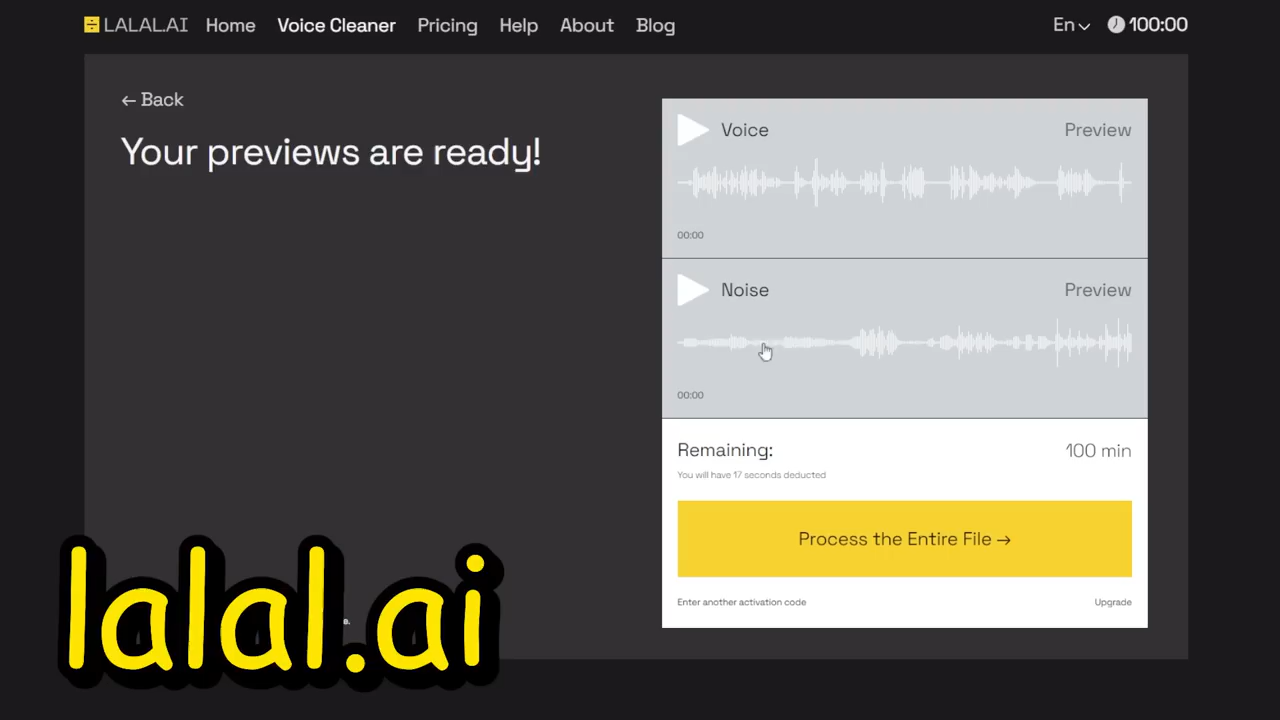 LALAL.AI Home Voice Cleaner Pricing Help About Blog En 100:00
← Back
Your previews are ready!
Voice Preview
00:00
Noise Preview
00:00
Remaining: 100 min
You will have 17 seconds deducted
Process the Entire File →
Enter another activation code Upgrade
lalal.ai